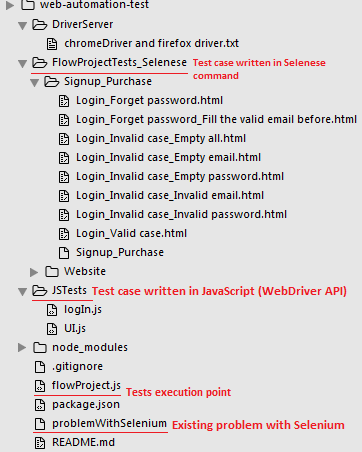 web-automation-test
DriverServer
chromeDriver and firefox driver.txt
FlowProjectTests_Selenese Test case written in Selenese command
Signup_Purchase
Login_Forget password.html
Login_Forget password_Fill the valid email before.html
Login_Invalid case_Empty all.html
Login_Invalid case_Empty email.html
Login_Invalid case_Empty password.html
Login_Invalid case_Invalid email.html
Login_Invalid case_Invalid password.html
Login_Valid case.html
Signup_Purchase
Website
JSTests Test case written in JavaScript (WebDriver API)
logIn.js
UI.js
node_modules
.gitignore
flowProject.js Tests execution point
package.json
problemWithSelenium Existing problem with Selenium
README.md